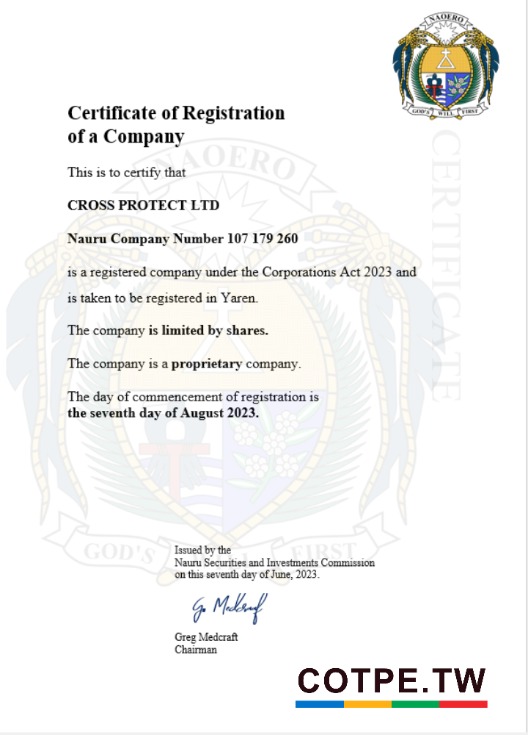 NAOERO
GOD'S WILL FIRST
Certificate of Registration
of a Company
This is to certify that
CROSS PROTECT LTD
Nauru Company Number 107 179 260
is a registered company under the Corporations Act 2023 and
is taken to be registered in Yaren.
The company is limited by shares.
The company is a proprietary company.
The day of commencement of registration is
the seventh day of August 2023.
CERTIFICATE
NAOERO
GOD'S WILL FIRST
Issued by the
Nauru Securities and Investments Commission
on this seventh day of June, 2023.
Greg Medcraft
Greg Medcraft
Chairman
COTPE.TW